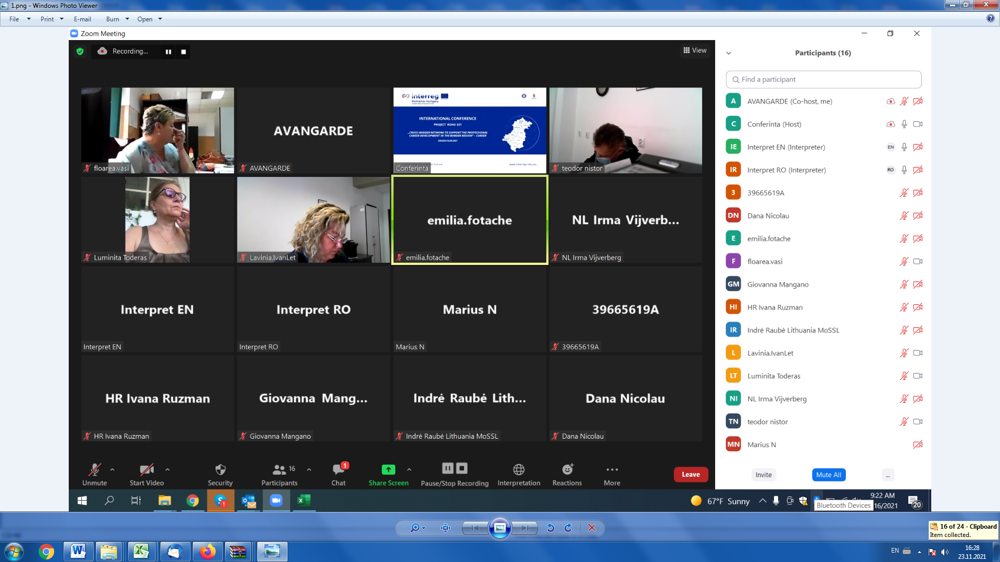 1.png - Windows Photo Viewer
File Print E-mail Burn Open
Zoom Meeting
Recording...
View
Participants (16)
Find a participant
floarea.vasi
AVANGARDE
AVANGARDE
Interreg
Romania-Hungary
INTERNATIONAL CONFERENCE
PROJECT ROHU 331
„CROSS-BORDER NETWORK TO SUPPORT THE PROFESSIONAL
CAREER DEVELOPMENT IN THE BORDER REGION" - CAREER
www.interreg-rohu.eu
Conferinta
teodor nistor
Luminita Toderas
Lavinia.IvanLet
emilia.fotache
emilia.fotache
NL Irma Vijverb...
NL Irma Vijverberg
Interpret EN
Interpret EN
Interpret RO
Interpret RO
Marius N
Marius N
39665619A
39665619A
HR Ivana Ruzman
HR Ivana Ruzman
Giovanna Mang...
Giovanna Mangano
Indrė Raubė Lith...
Indrė Raubė Lithuania MoSSL
Dana Nicolau
Dana Nicolau
A AVANGARDE (Co-host, me)
C Conferinta (Host)
IE Interpret EN (Interpreter) EN
IR Interpret RO (Interpreter) RO
3 39665619A
DN Dana Nicolau
E emilia.fotache
F floarea.vasi
GM Giovanna Mangano
HI HR Ivana Ruzman
IR Indrė Raubė Lithuania MoSSL
L Lavinia.IvanLet
LT Luminita Toderas
NI NL Irma Vijverberg
TN teodor nistor
MN Marius N
Invite Mute All ...
16 1
Unmute Start Video Security Participants Chat Share Screen Pause/Stop Recording Interpretation Reactions More Leave
67°F Sunny
9:22 AM
16/2021
20
Bluetooth Devices
16 of 24 - Clipboard
Item collected.
EN
16:28
23.11.2021